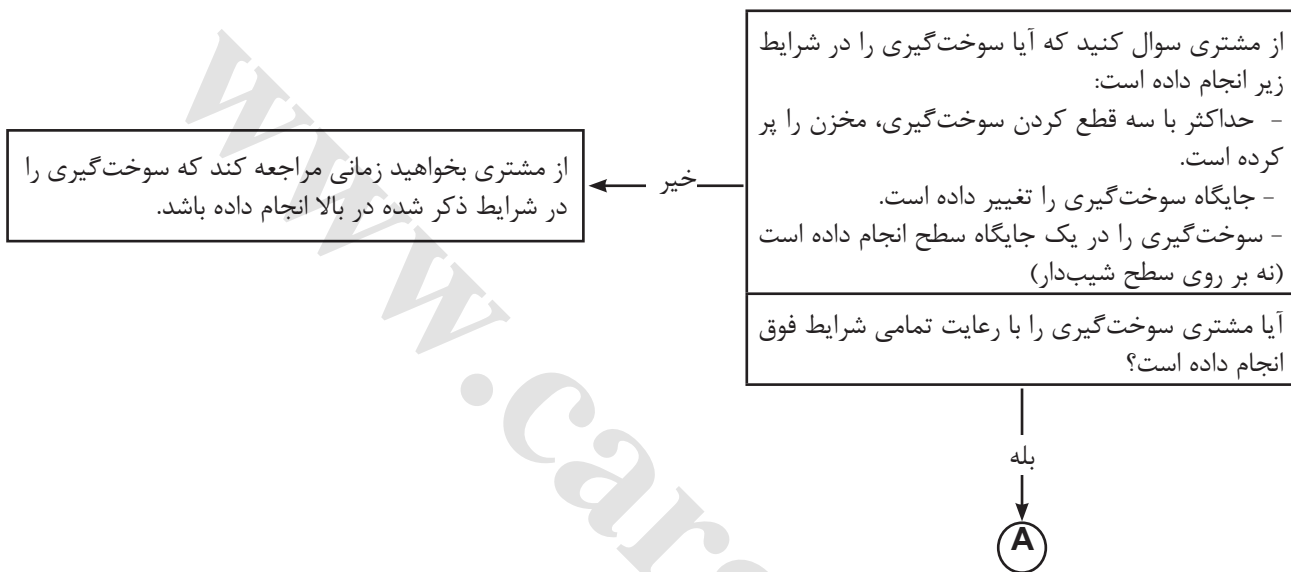 از مشتری سوال کنید که آیا سوخت‌گیری را در شرایط
زیر انجام داده است:
- حداکثر با سه قطع کردن سوخت‌گیری، مخزن را پر
کرده است.
- جایگاه سوخت‌گیری را تغییر داده است.
- سوخت‌گیری را در یک جایگاه سطح انجام داده است
(نه بر روی سطح شیب‌دار)
آیا مشتری سوخت‌گیری را با رعایت تمامی شرایط فوق
انجام داده است؟
خیر
از مشتری بخواهید زمانی مراجعه کند که سوخت‌گیری را
در شرایط ذکر شده در بالا انجام داده باشد.
بله
A